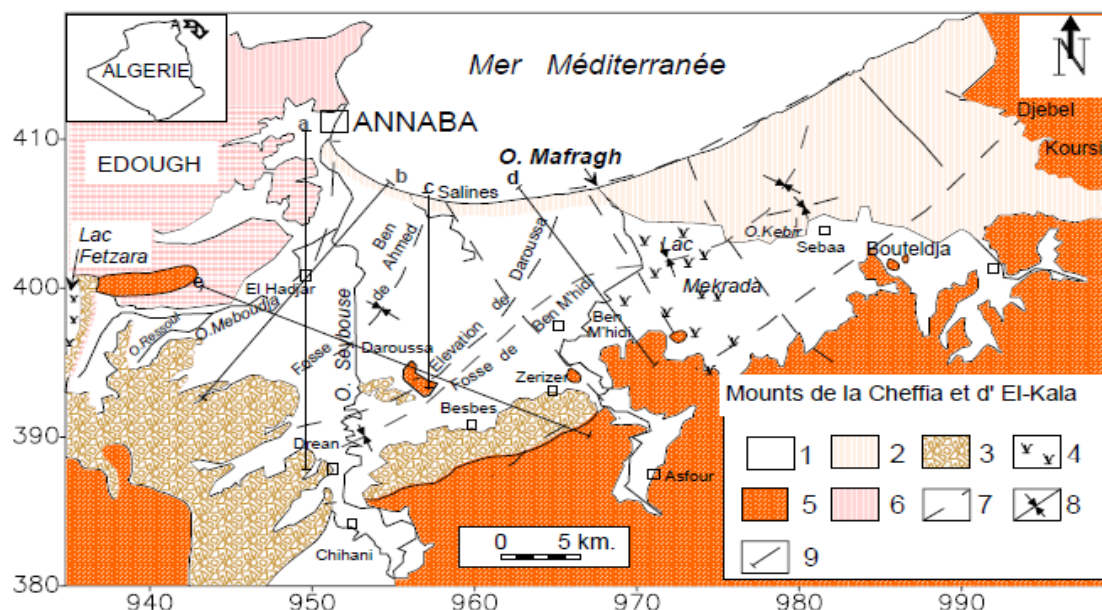 ALGERIE
Mer Méditerranée
N
410
400
390
380
940
950
960
970
980
990
ANNABA
EDOUGH
a
b
c
d
e
Salines
O. Mafragh
Djebel
Koursi
Lac
Fetzara
El Hadjar
O.Ressoul
O.Meboudja
O. Seybouse
Fosse
de
Ben
Ahmed
Daroussa
Elevation
de
Daroussa
Fosse
de
Ben M'hidi
Ben
M'hidi
Lac
Mekrada
O.Kebir
Sebaa
Bouteldja
Zerizer
Besbes
Drean
Chihani
Asfour
0 5 km.
Mounts de la Cheffia et d' El-Kala
1
2
3
4
5
6
7
8
9